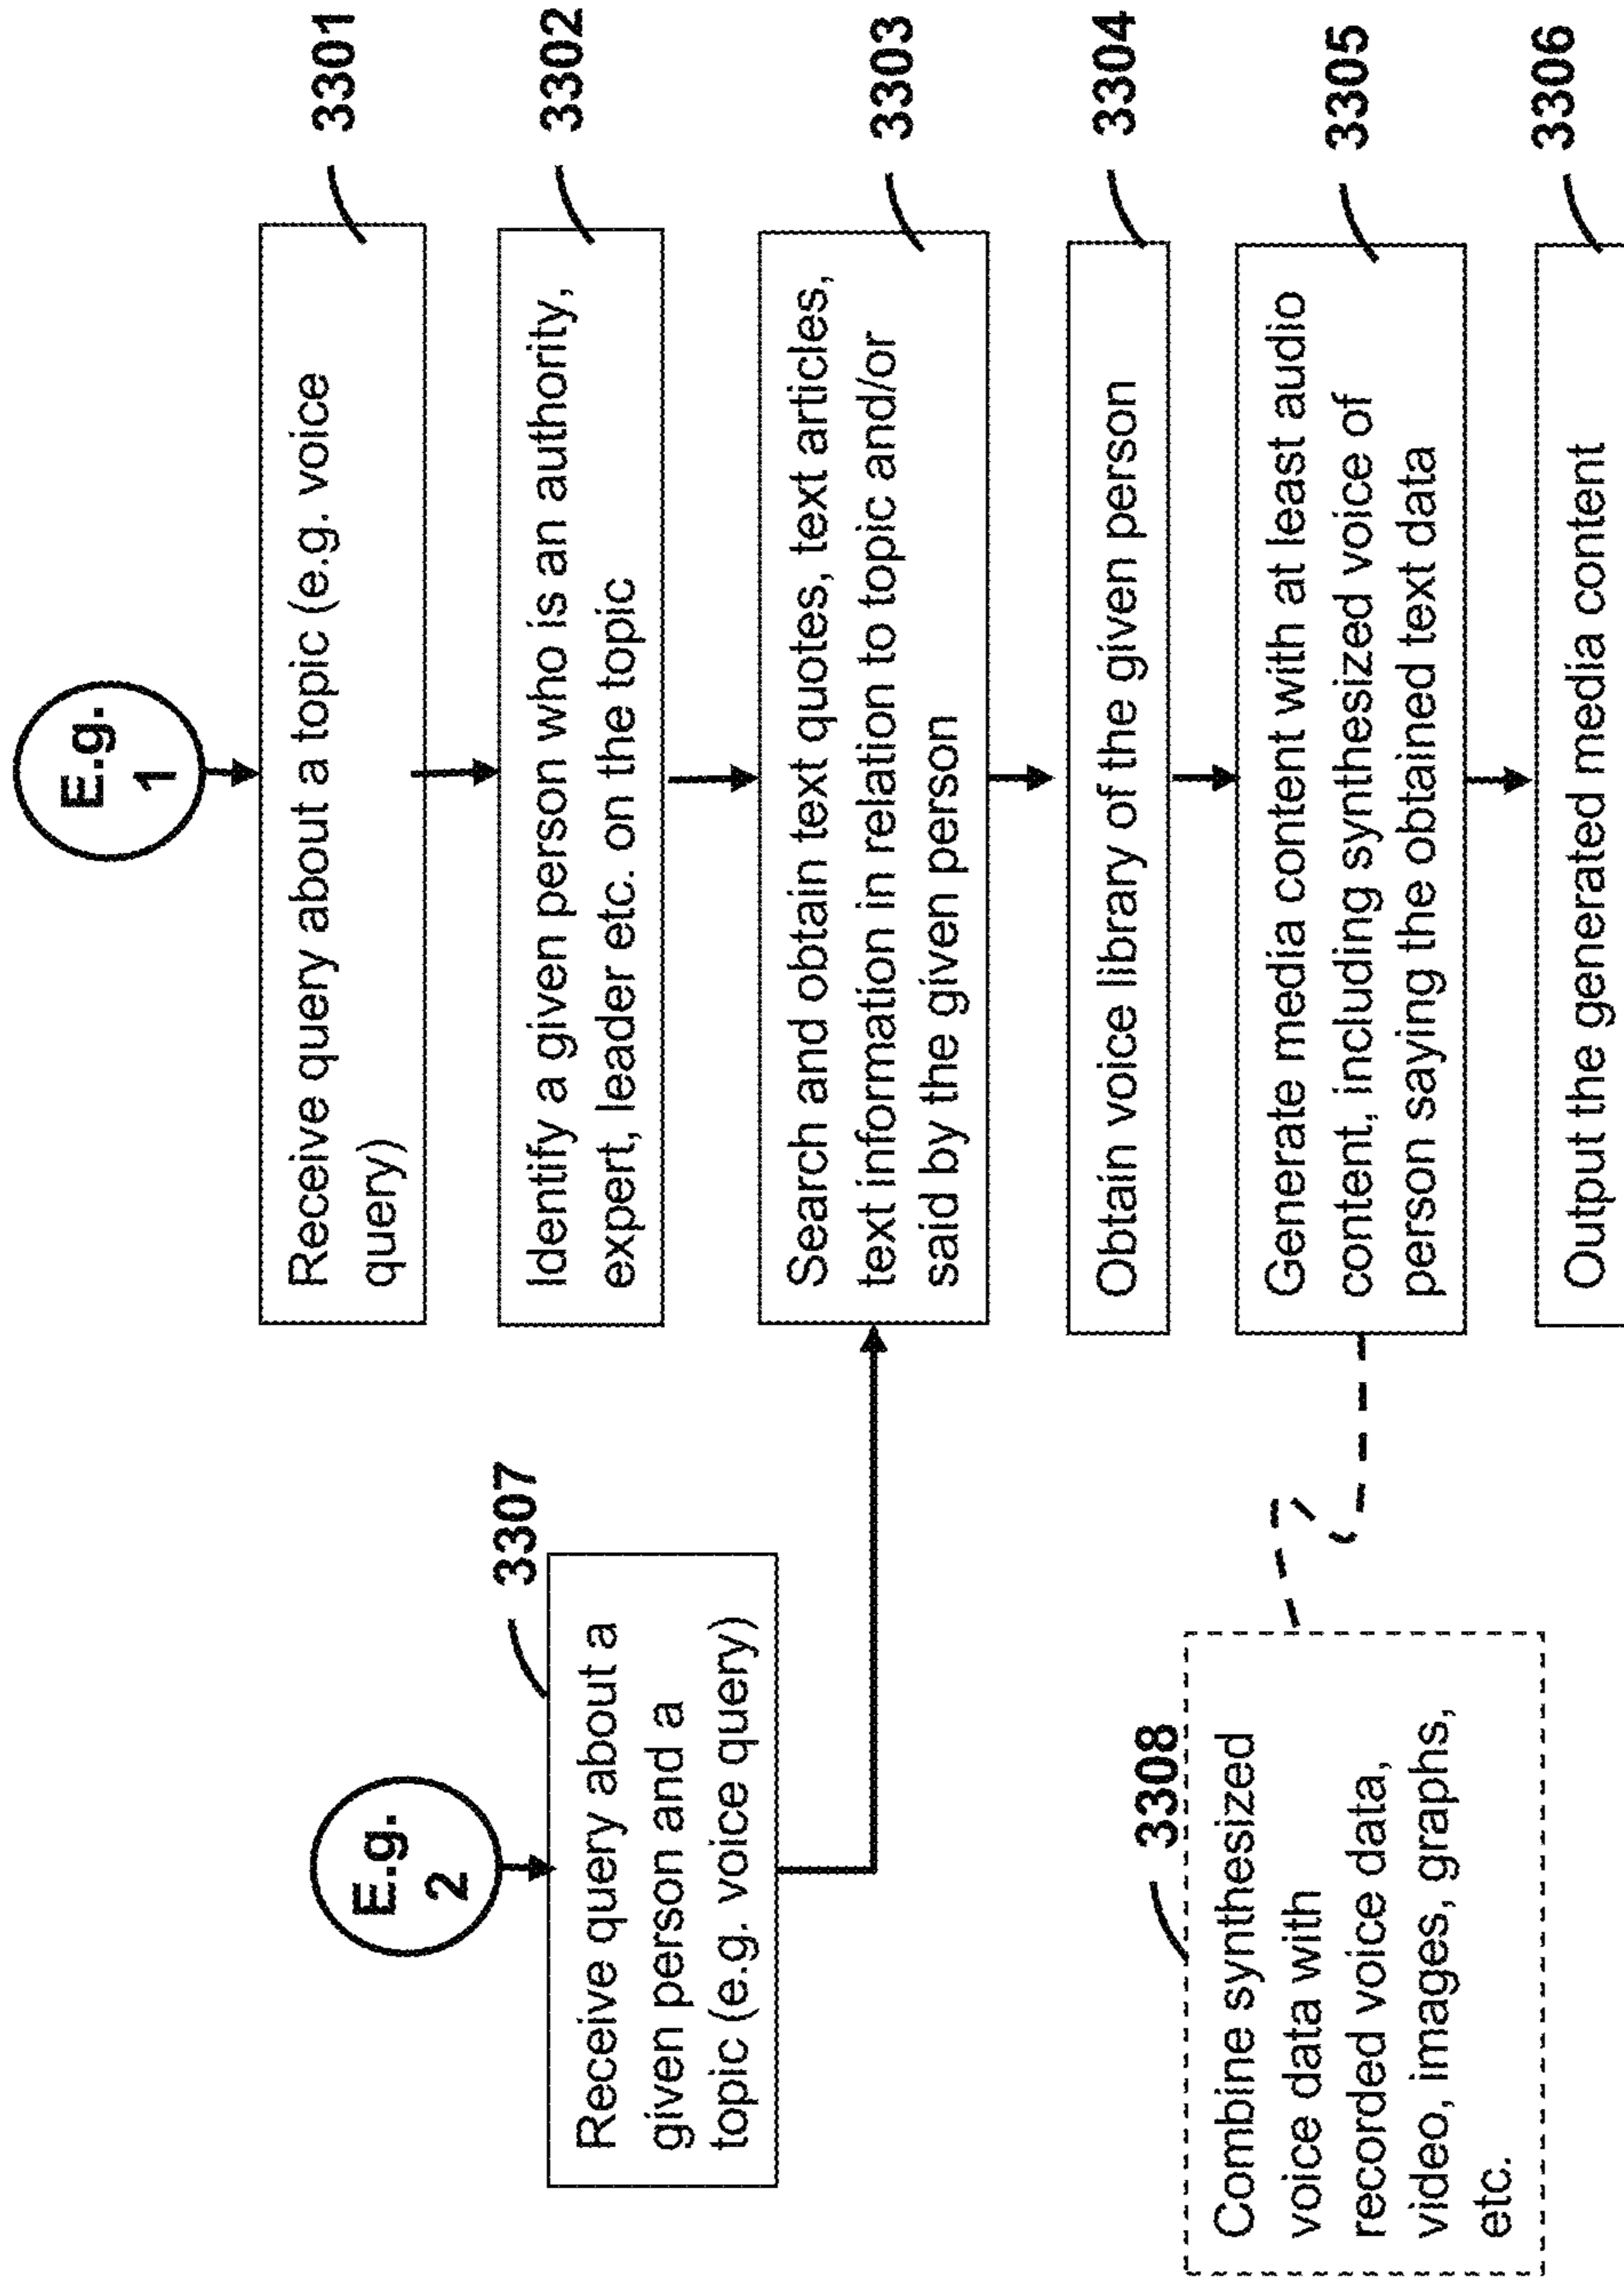 E.g.
1
3301
Receive query about a topic (e.g. voice
query)
3302
Identify a given person who is an authority,
expert, leader etc. on the topic
3303
Search and obtain text quotes, text articles,
text information in relation to topic and/or
said by the given person
3304
Obtain voice library of the given person
3305
Generate media content with at least audio
content, including synthesized voice of
person saying the obtained text data
3306
Output the generated media content
E.g.
2
3307
Receive query about a
given person and a
topic (e.g. voice query)
3308
Combine synthesized
voice data with
recorded voice data,
video, images, graphs,
etc.